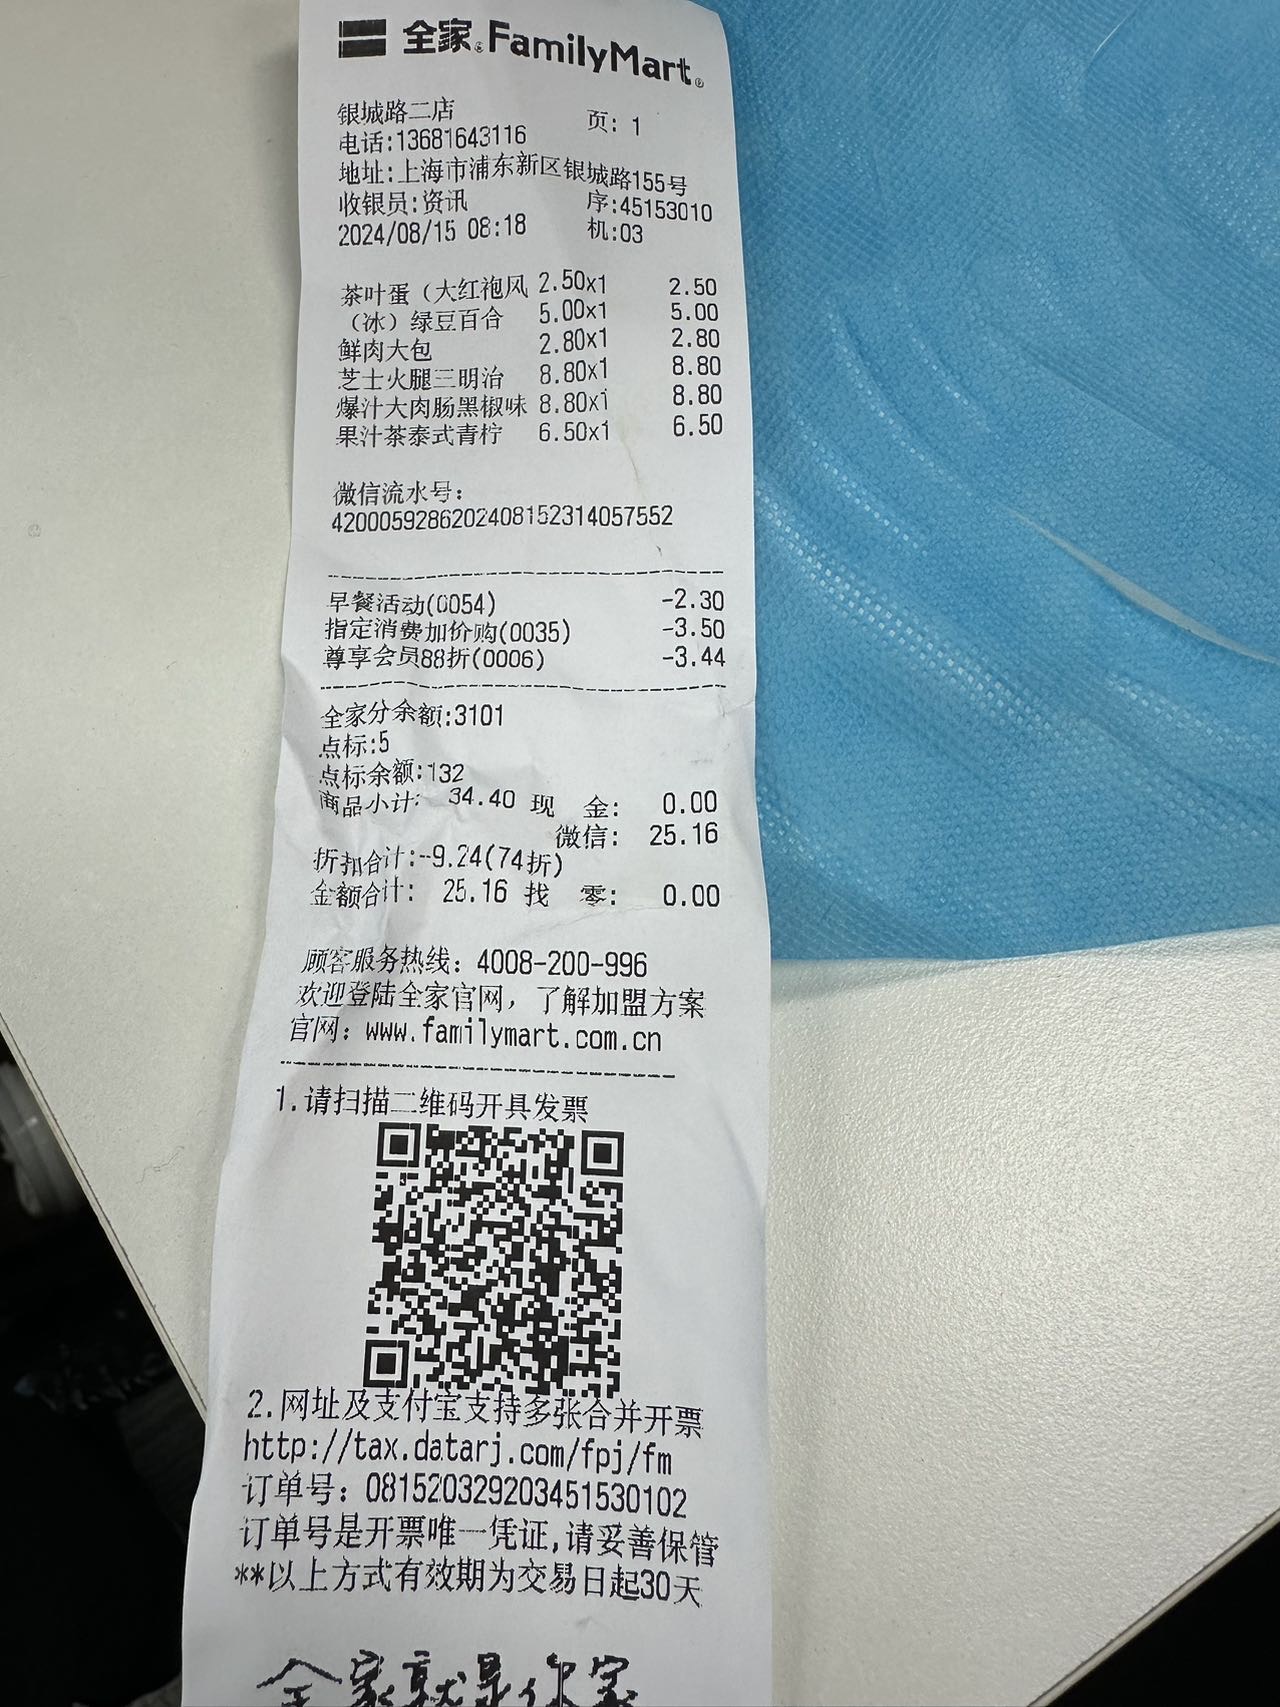 全家 FamilyMart
银城路二店 页: 1
电话:13681643116
地址:上海市浦东新区银城路155号
收银员:资讯 序:45153010
2024/08/15 08:18 机:03
茶叶蛋（大红袍风 2.50x1 2.50
（冰）绿豆百合 5.00x1 5.00
鲜肉大包 2.80x1 2.80
芝士火腿三明治 8.80x1 8.80
爆汁大肉肠黑椒味 8.80x1 8.80
果汁茶泰式青柠 6.50x1 6.50
微信流水号:
4200059286202408152314057552
早餐活动(0054) -2.30
指定消费加价购(0035) -3.50
尊享会员88折(0006) -3.44
全家分余额:3101
点标:5
点标余额:132
商品小计: 34.40 现 金: 0.00
微信: 25.16
折扣合计:-9.24(74折)
金额合计: 25.16 找 零: 0.00
顾客服务热线: 4008-200-996
欢迎登陆全家官网，了解加盟方案
官网: www.familymart.com.cn
1.请扫描二维码开具发票
2.网址及支付宝支持多张合并开票
http://tax.datarj.com/fpj/fm
订单号: 081520329203451530102
订单号是开票唯一凭证,请妥善保管
**以上方式有效期为交易日起30天
全家就是你家